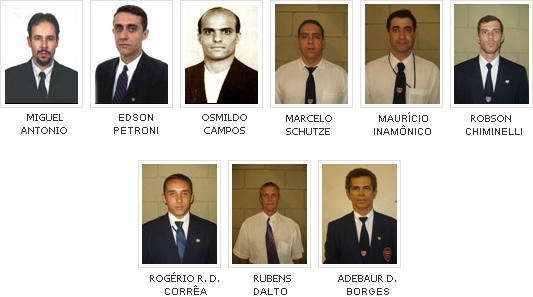 MIGUEL
ANTONIO
EDSON
PETRONI
OSMILDO
CAMPOS
MARCELO
SCHUTZE
MAURÍCIO
INAMÔNICO
ROBSON
CHIMINELLI
ROGÉRIO R. D.
CORRÊA
RUBENS
DALTO
ADEBAUR D.
BORGES